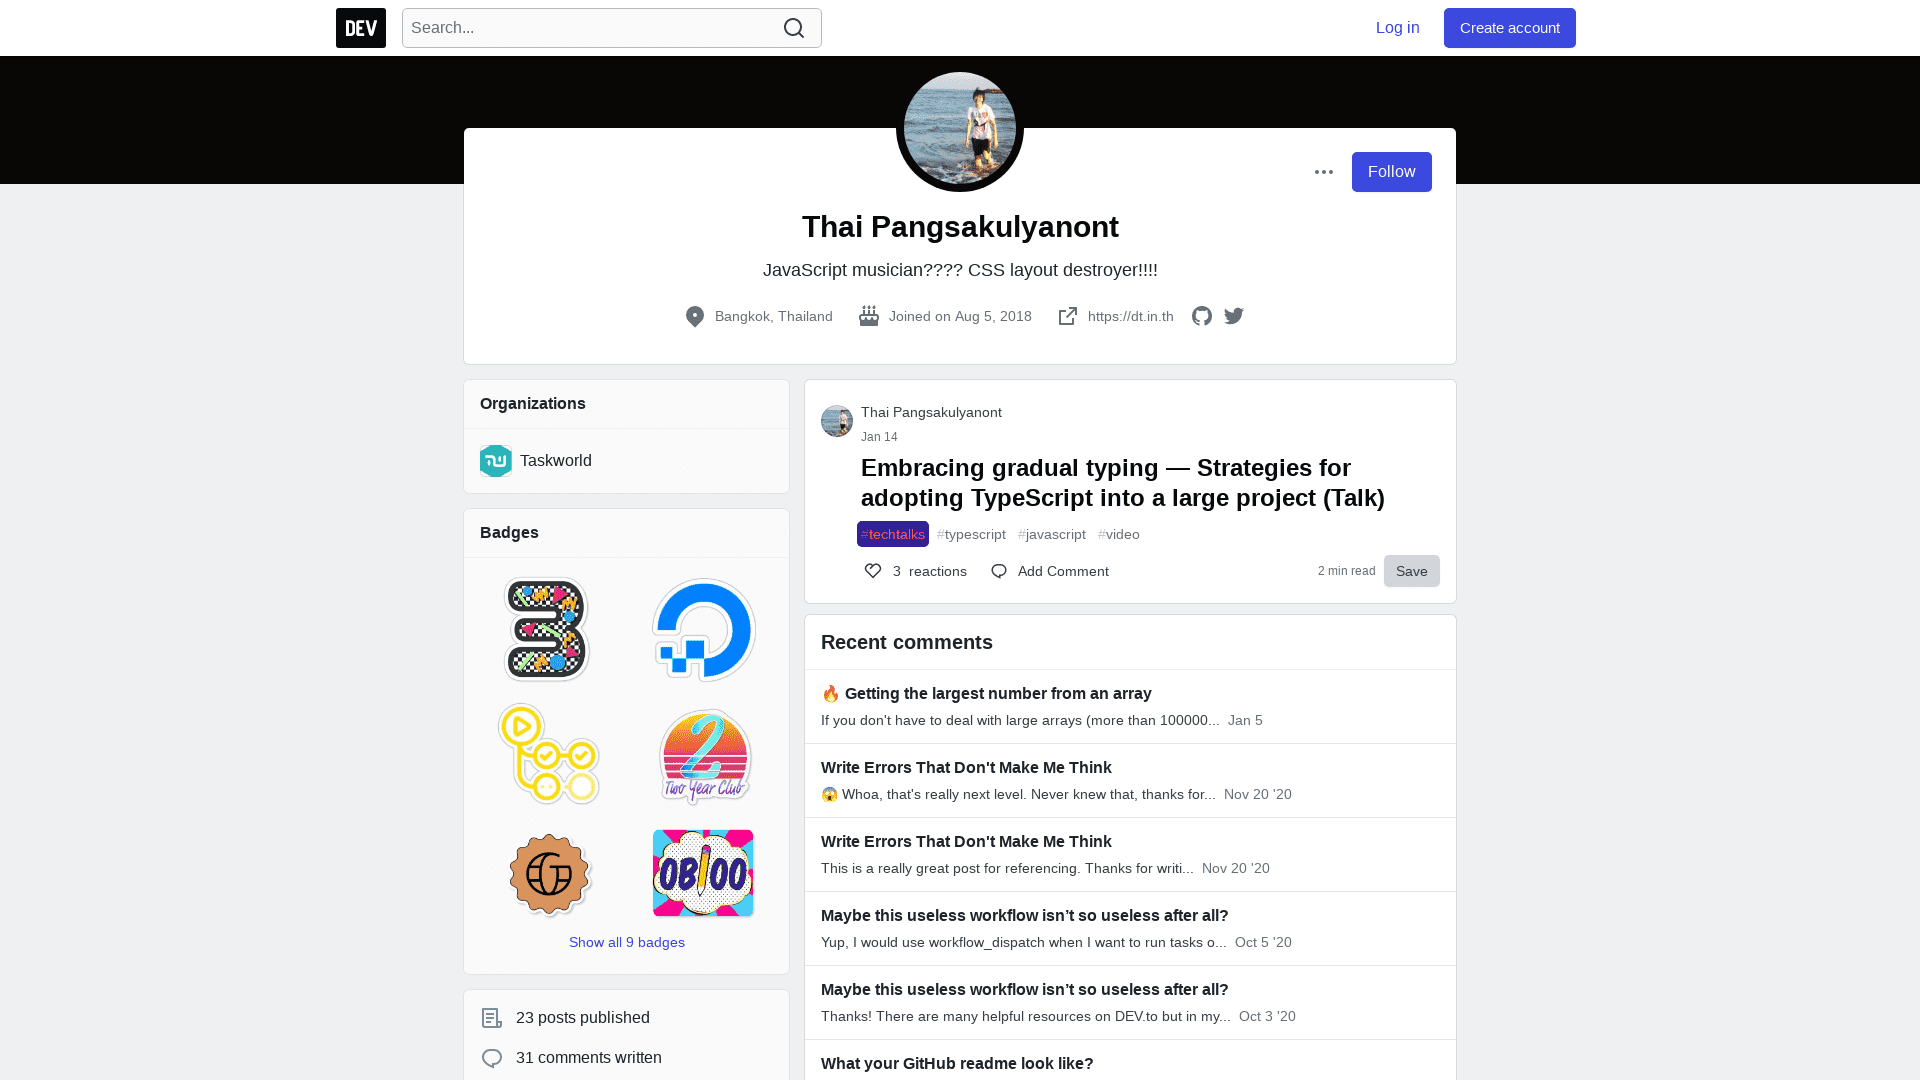 DEV
Search...
Log in
Create account
Follow
Thai Pangsakulyanont
JavaScript musician???? CSS layout destroyer!!!!
Bangkok, Thailand
Joined on Aug 5, 2018
https://dt.in.th
Organizations
Taskworld
Badges
Two Year Club
Show all 9 badges
23 posts published
31 comments written
Thai Pangsakulyanont
Jan 14
Embracing gradual typing — Strategies for
adopting TypeScript into a large project (Talk)
#techtalks #typescript #javascript #video
3 reactions Add Comment 2 min read Save
Recent comments
🔥 Getting the largest number from an array
If you don't have to deal with large arrays (more than 100000... Jan 5
Write Errors That Don't Make Me Think
😱 Whoa, that's really next level. Never knew that, thanks for... Nov 20 '20
Write Errors That Don't Make Me Think
This is a really great post for referencing. Thanks for writi... Nov 20 '20
Maybe this useless workflow isn’t so useless after all?
Yup, I would use workflow_dispatch when I want to run tasks o... Oct 5 '20
Maybe this useless workflow isn’t so useless after all?
Thanks! There are many helpful resources on DEV.to but in my... Oct 3 '20
What your GitHub readme look like?